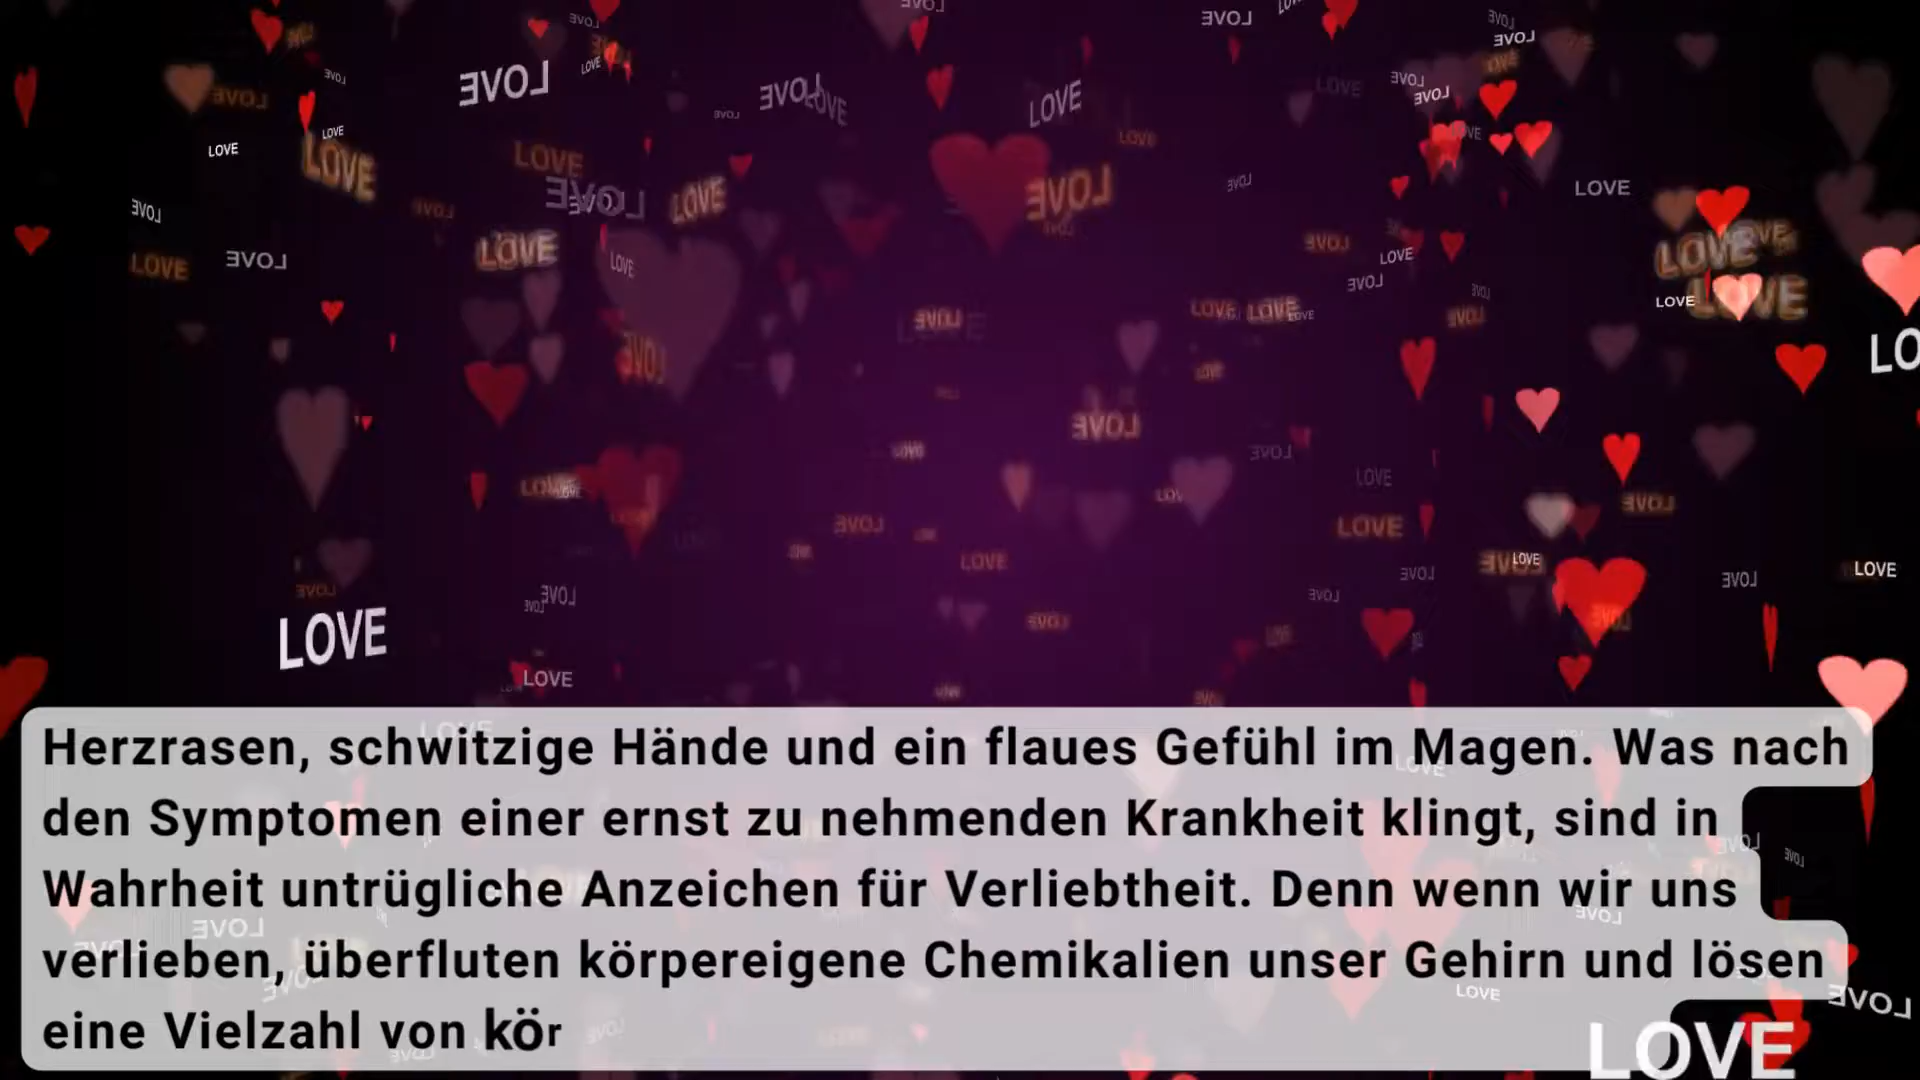 Herzrasen, schwitzige Hände und ein flaues Gefühl im Magen. Was nach
den Symptomen einer ernst zu nehmenden Krankheit klingt, sind in
Wahrheit untrügliche Anzeichen für Verliebtheit. Denn wenn wir uns
verlieben, überfluten körpereigene Chemikalien unser Gehirn und lösen
eine Vielzahl von kör
LOVE
LOVE
LOVE
LOVE
LOVE
LOVE
LOVE
LOVE
LOVE
LOVE